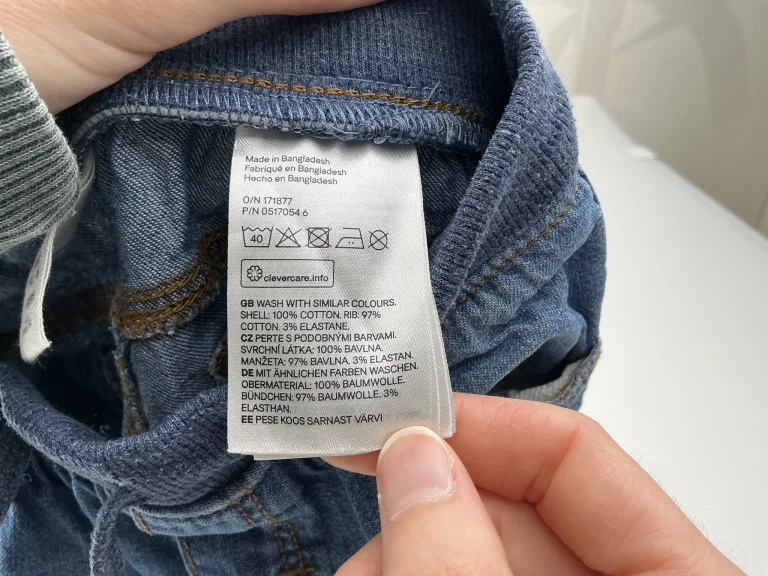 Made in Bangladesh
Fabriqué en Bangladesh
Hecho en Bangladesh
O/N 171877
P/N 0517054 6
40
clevercare.info
GB WASH WITH SIMILAR COLOURS.
SHELL: 100% COTTON. RIB: 97%
COTTON. 3% ELASTANE.
CZ PERTE S PODOBNÝMI BARVAMI.
SVRCHNÍ LÁTKA: 100% BAVLNA.
MANŽETA: 97% BAVLNA. 3% ELASTAN.
DE MIT ÄHNLICHEN FARBEN WASCHEN.
OBERMATERIAL: 100% BAUMWOLLE.
BÜNDCHEN: 97% BAUMWOLLE. 3%
ELASTHAN.
EE PESE KOOS SARNAST VÄRVI